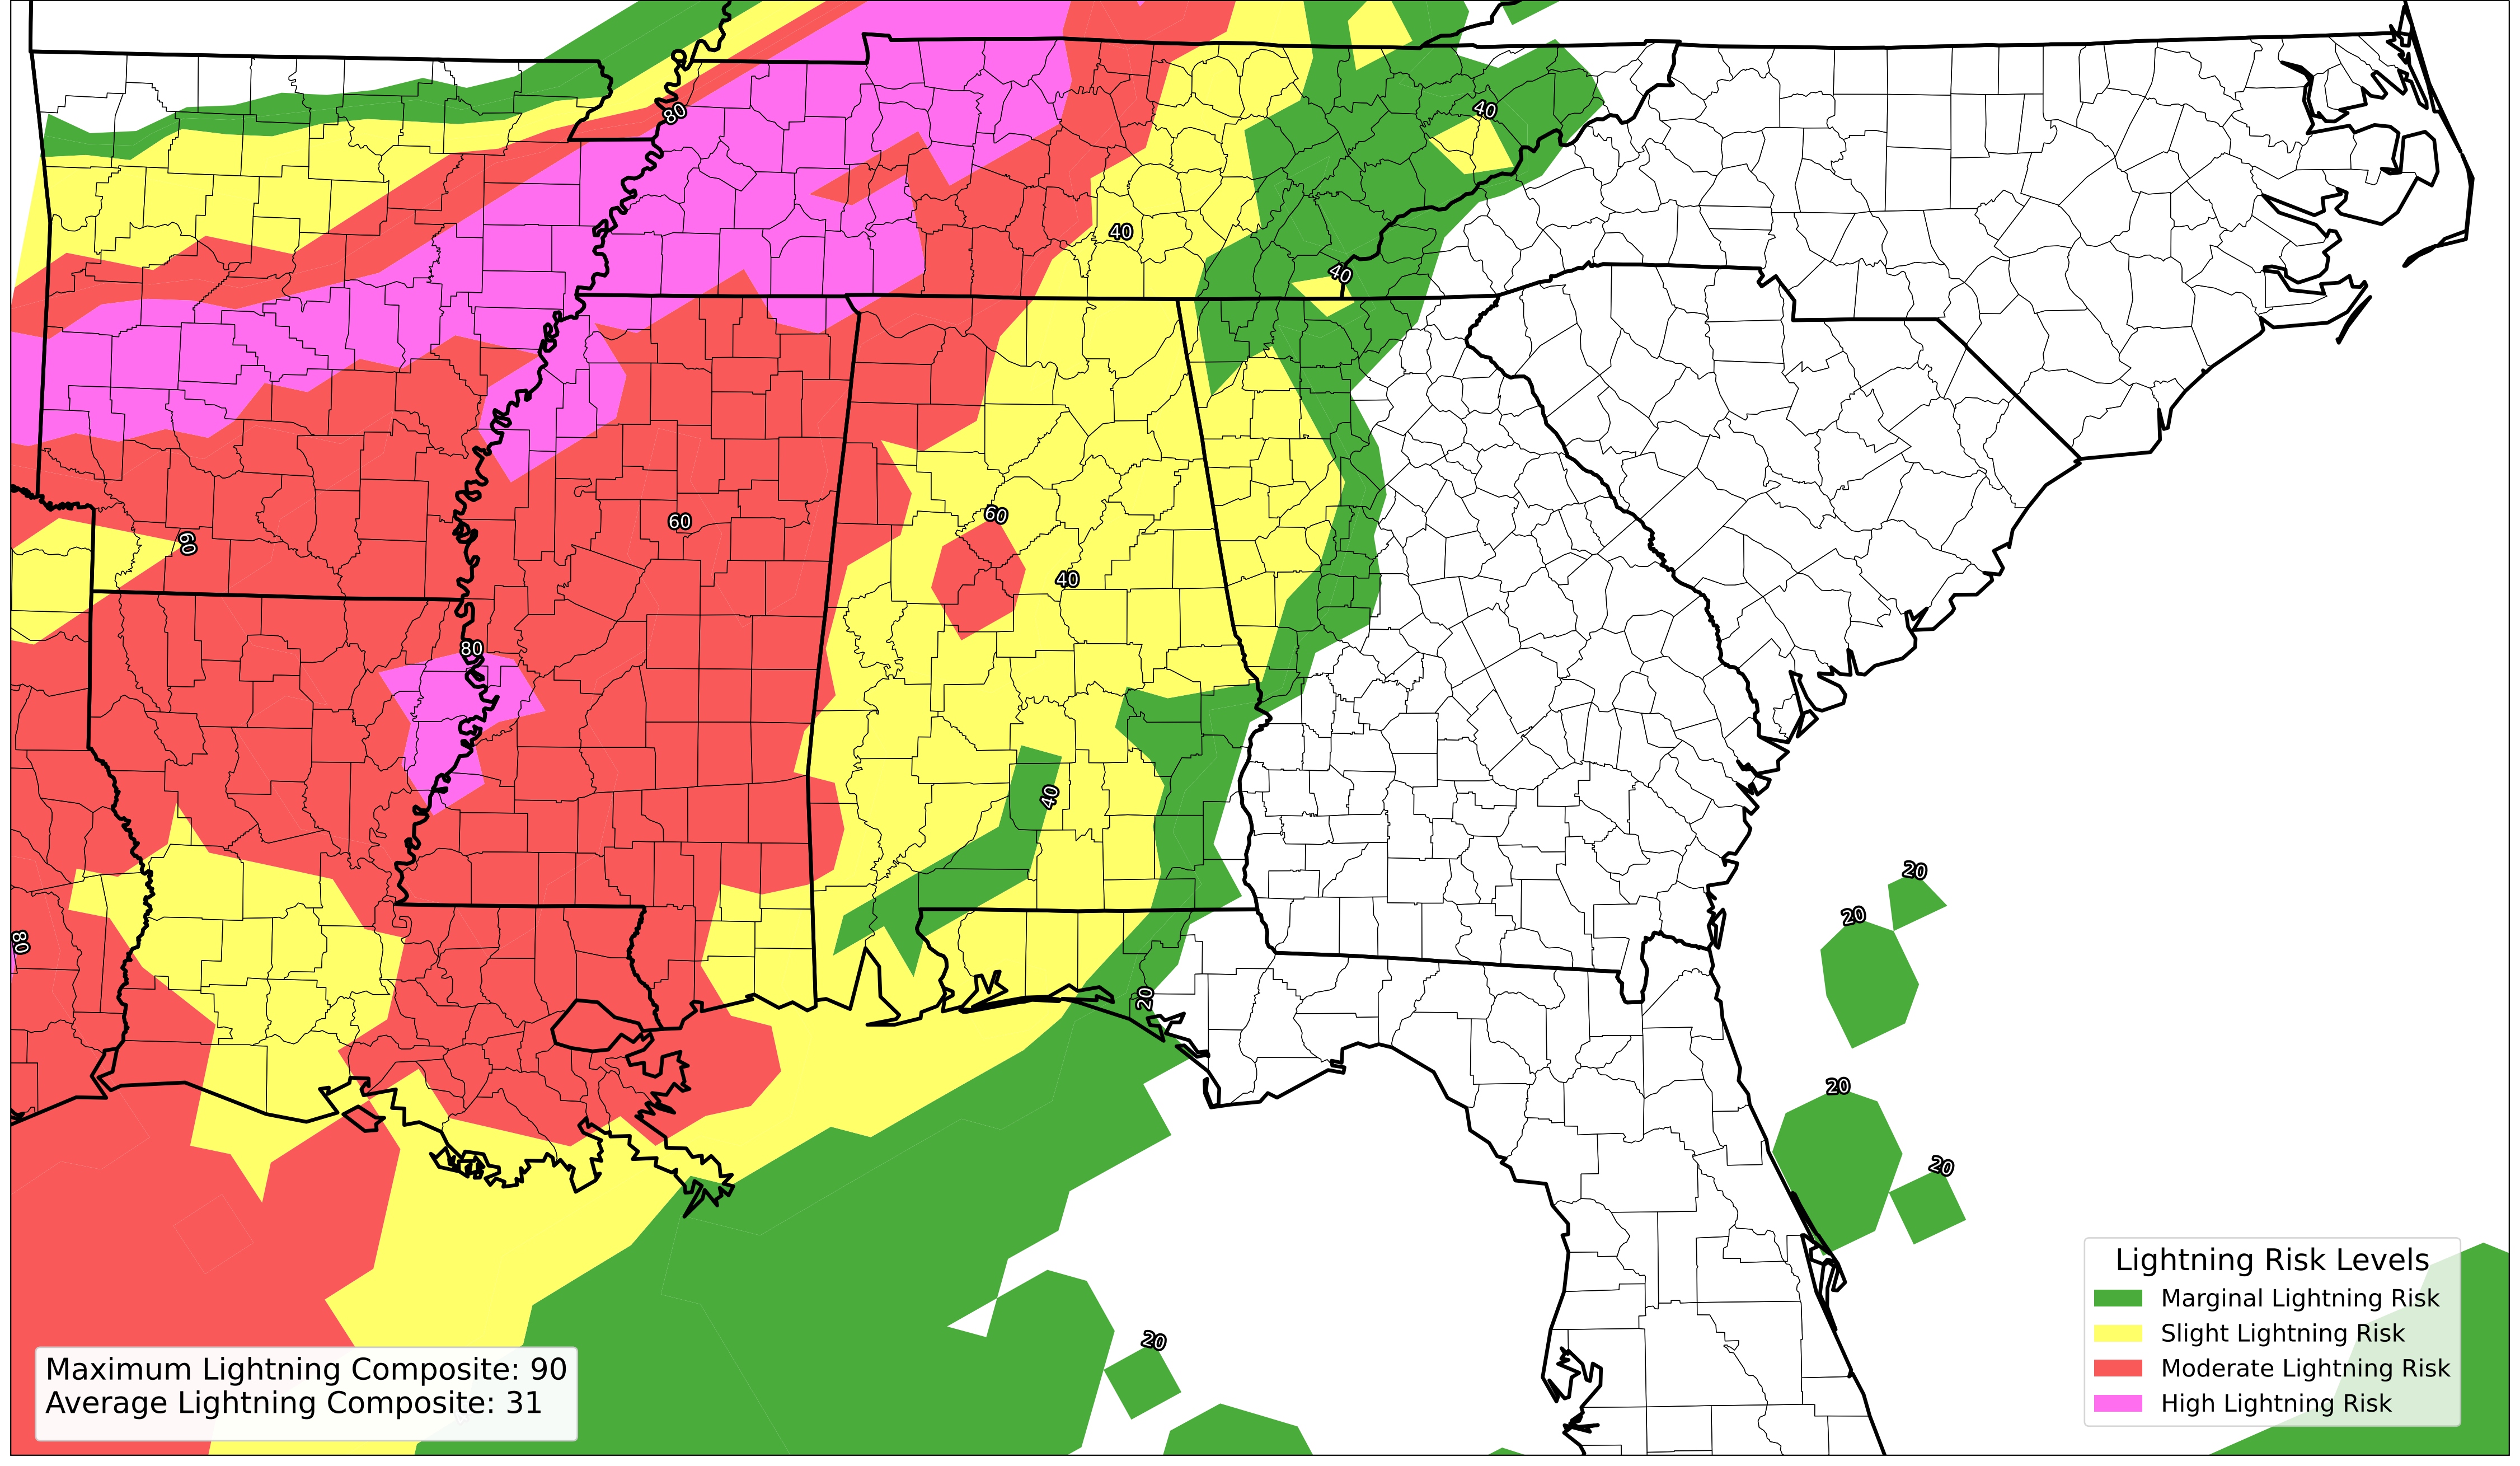 80
40
40
40
60
60
60
40
80
40
20
20
80
20
20
20
20
Lightning Risk Levels
Marginal Lightning Risk
Slight Lightning Risk
Moderate Lightning Risk
High Lightning Risk
Maximum Lightning Composite: 90
Average Lightning Composite: 31